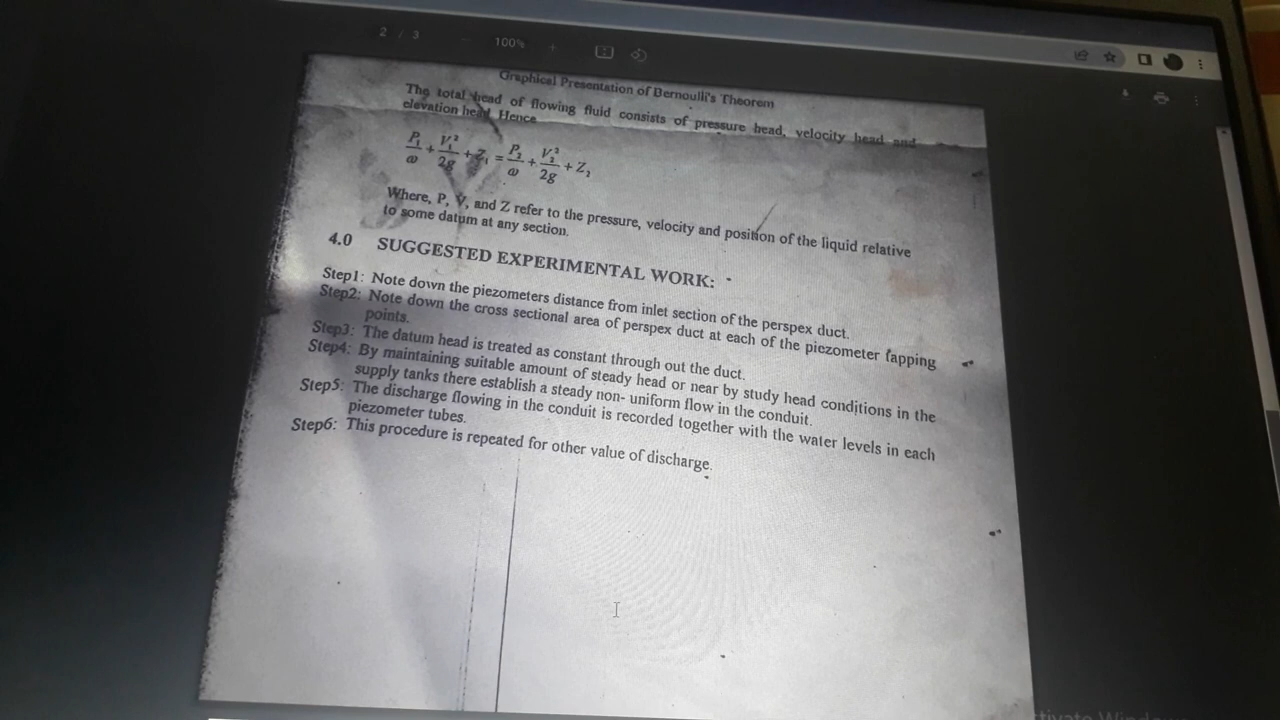 2 / 3
100%
Graphical Presentation of Bernoulli's Theorem
The total head of flowing fluid consists of pressure head, velocity head and
elevation head Hence
P₁/ω + V₁²/2g + Z₁ = P₂/ω + V₂²/2g + Z₂
Where, P, V, and Z refer to the pressure, velocity and position of the liquid relative
to some datum at any section.
4.0 SUGGESTED EXPERIMENTAL WORK:
Step1: Note down the piezometers distance from inlet section of the perspex duct.
Step2: Note down the cross sectional area of perspex duct at each of the piezometer tapping
points.
Step3: The datum head is treated as constant through out the duct.
Step4: By maintaining suitable amount of steady head or near by study head conditions in the
supply tanks there establish a steady non- uniform flow in the conduit.
Step5: The discharge flowing in the conduit is recorded together with the water levels in each
piezometer tubes.
Step6: This procedure is repeated for other value of discharge.